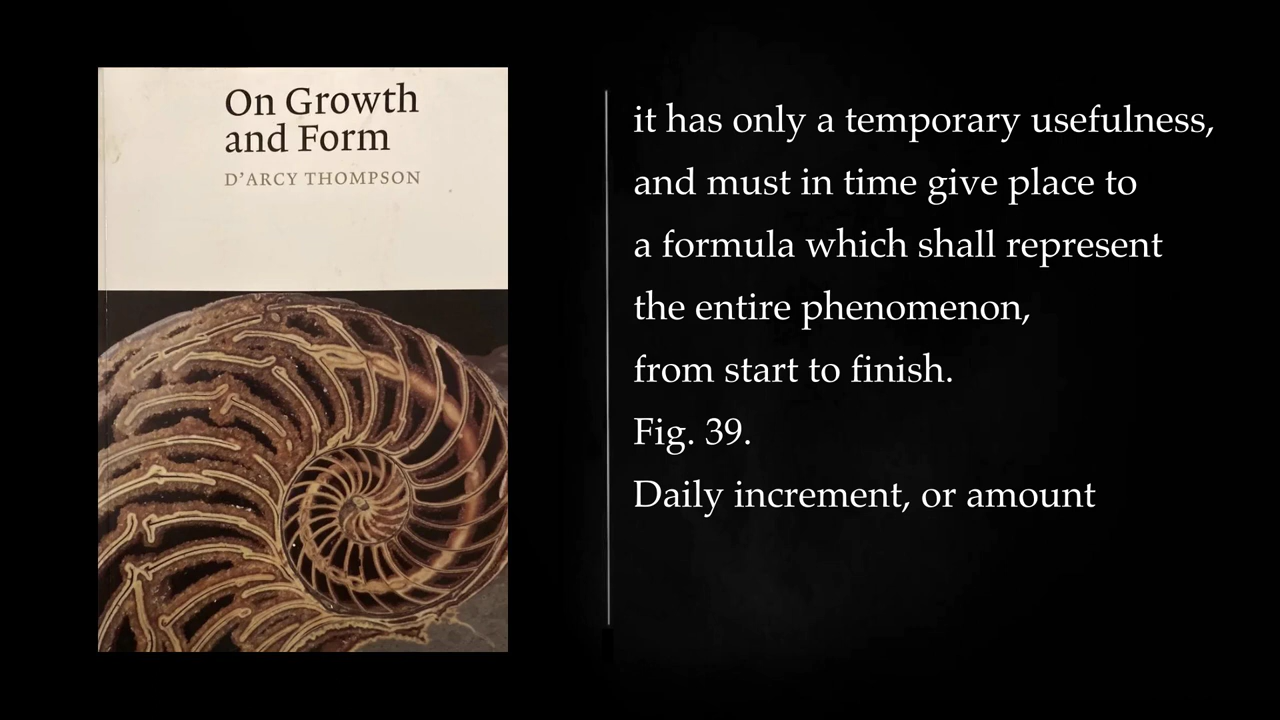 On Growth
and Form
D'ARCY THOMPSON
it has only a temporary usefulness,
and must in time give place to
a formula which shall represent
the entire phenomenon,
from start to finish.
Fig. 39.
Daily increment, or amount